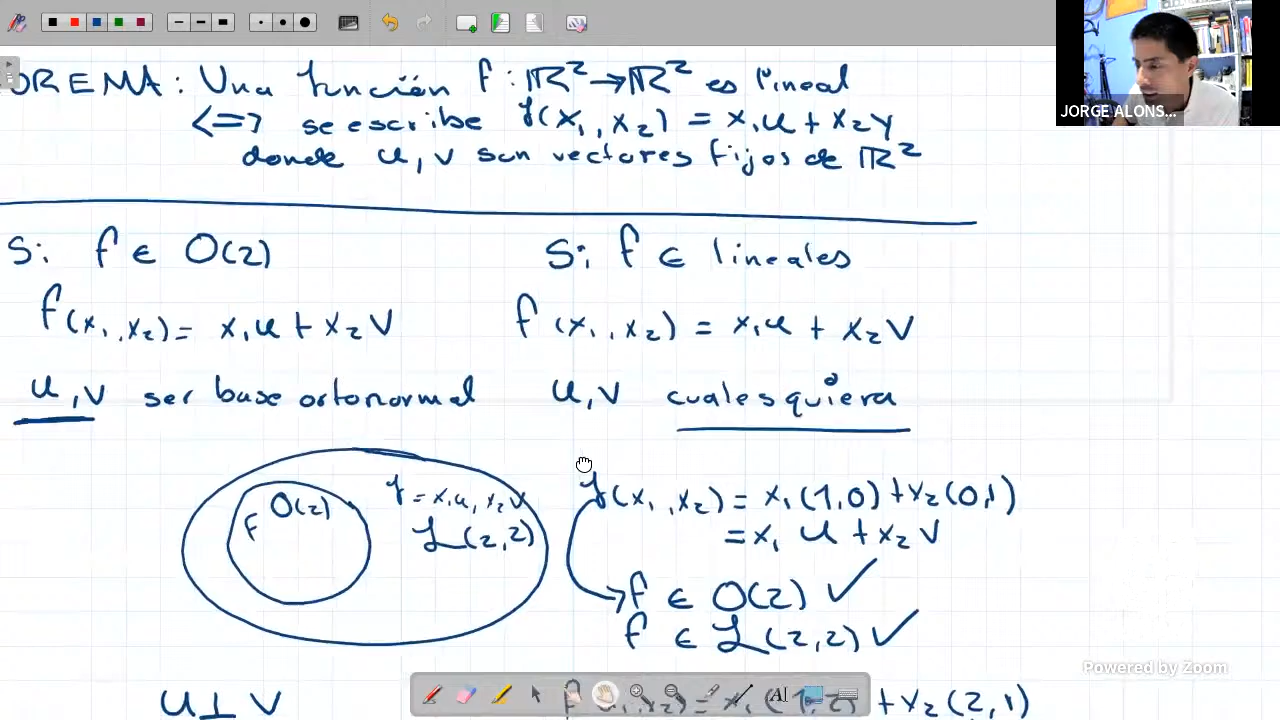 OREMA: Una función f: ℝ² → ℝ² es lineal
<=> se escribe f(x₁, x₂) = x₁u + x₂v
donde u, v son vectores fijos de ℝ²
Si f ∈ O(2)
f(x₁, x₂) = x₁u + x₂v
u, v ser base ortonormal
Si f ∈ lineales
f(x₁, x₂) = x₁u + x₂v
u, v cualesquiera
O(2)
f
f = x₁u, x₂v
ℒ(2,2)
f(x₁, x₂) = x₁(1,0) + x₂(0,1)
= x₁ u + x₂ v
f ∈ O(2) ✓
f ∈ ℒ(2,2) ✓
u ⊥ v
+ x₂(2,1)
JORGE ALONS...
Powered by Zoom